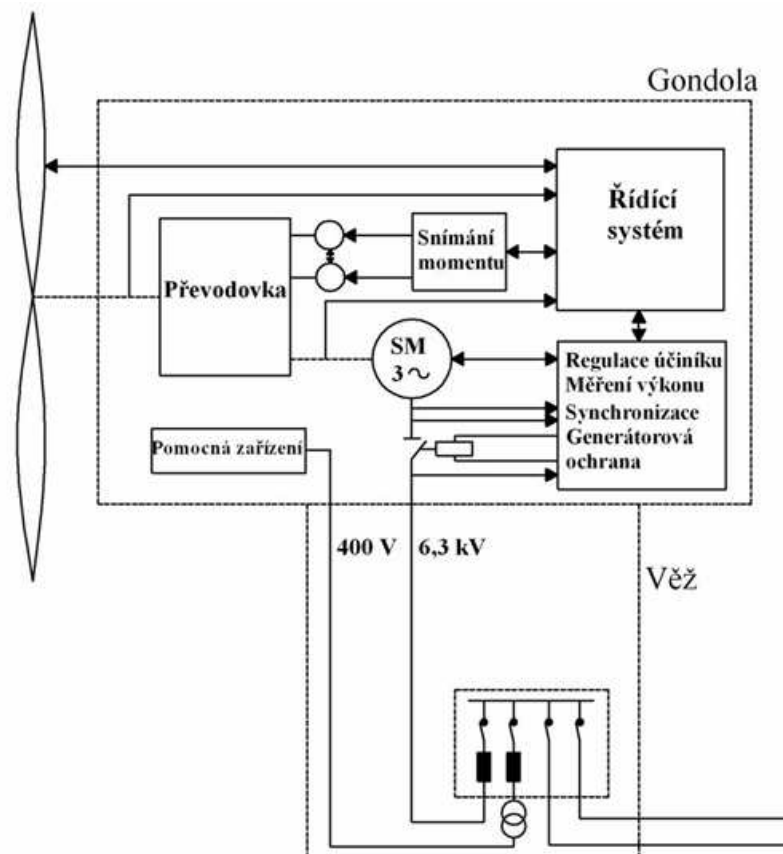 Gondola
Řídící
systém
Snímání
momentu
Převodovka
SM
3 ~
Regulace účiníku
Měření výkonu
Synchronizace
Generátorová
ochrana
Pomocná zařízení
400 V
6,3 kV
Věž